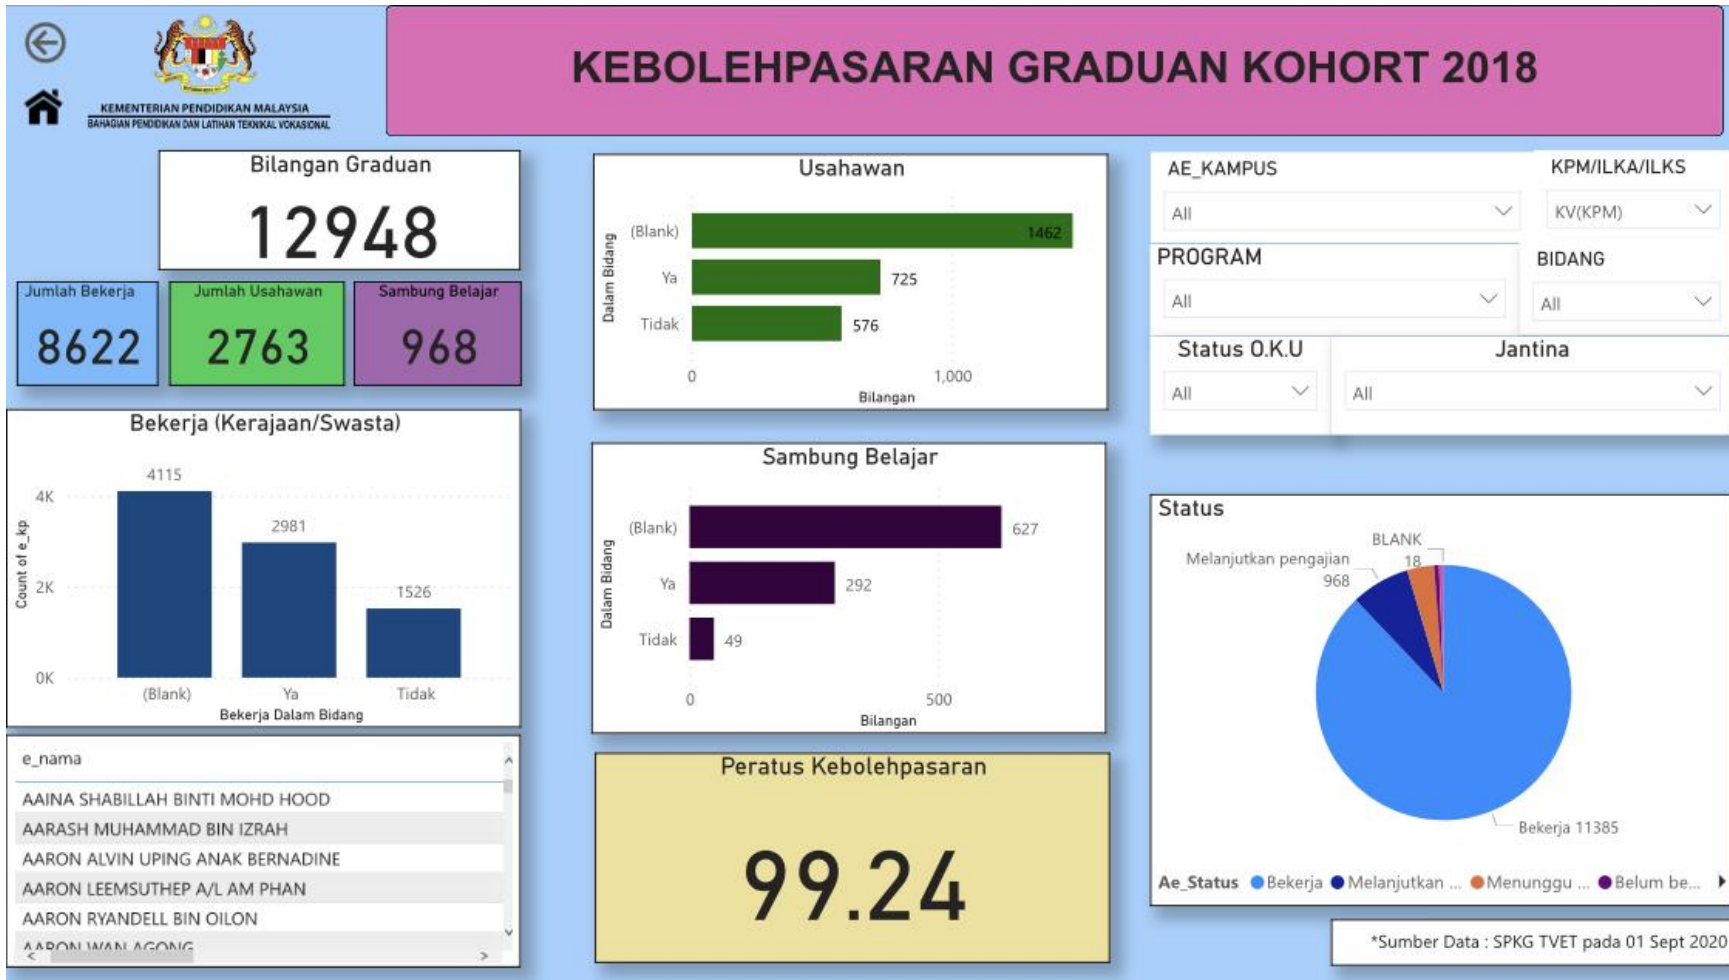 KEMENTERIAN PENDIDIKAN MALAYSIA
BAHAGIAN PENDIDIKAN DAN LATIHAN TEKNIKAL VOKASIONAL
KEBOLEHPASARAN GRADUAN KOHORT 2018
Bilangan Graduan
12948
Jumlah Bekerja
8622
Jumlah Usahawan
2763
Sambung Belajar
968
Bekerja (Kerajaan/Swasta)
Count of e_kp
4K
2K
0K
4115
2981
1526
(Blank) Ya Tidak
Bekerja Dalam Bidang
e_nama
AAINA SHABILLAH BINTI MOHD HOOD
AARASH MUHAMMAD BIN IZRAH
AARON ALVIN UPING ANAK BERNADINE
AARON LEEMSUTHEP A/L AM PHAN
AARON RYANDELL BIN OILON
AARON WAN AGONG
Usahawan
Dalam Bidang
(Blank) 1462
Ya 725
Tidak 576
0 1,000
Bilangan
Sambung Belajar
Dalam Bidang
(Blank) 627
Ya 292
Tidak 49
0 500
Bilangan
Peratus Kebolehpasaran
99.24
AE_KAMPUS
All
KPM/ILKA/ILKS
KV(KPM)
PROGRAM
All
BIDANG
All
Status O.K.U
All
Jantina
All
Status
BLANK
18
Melanjutkan pengajian
968
Bekerja 11385
Ae_Status Bekerja Melanjutkan ... Menunggu ... Belum be...
*Sumber Data : SPKG TVET pada 01 Sept 2020